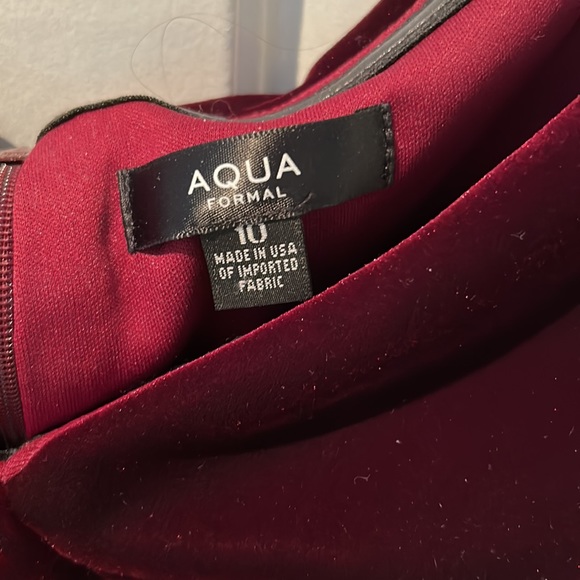 AQUA
FORMAL
10
MADE IN USA
OF IMPORTED
FABRIC